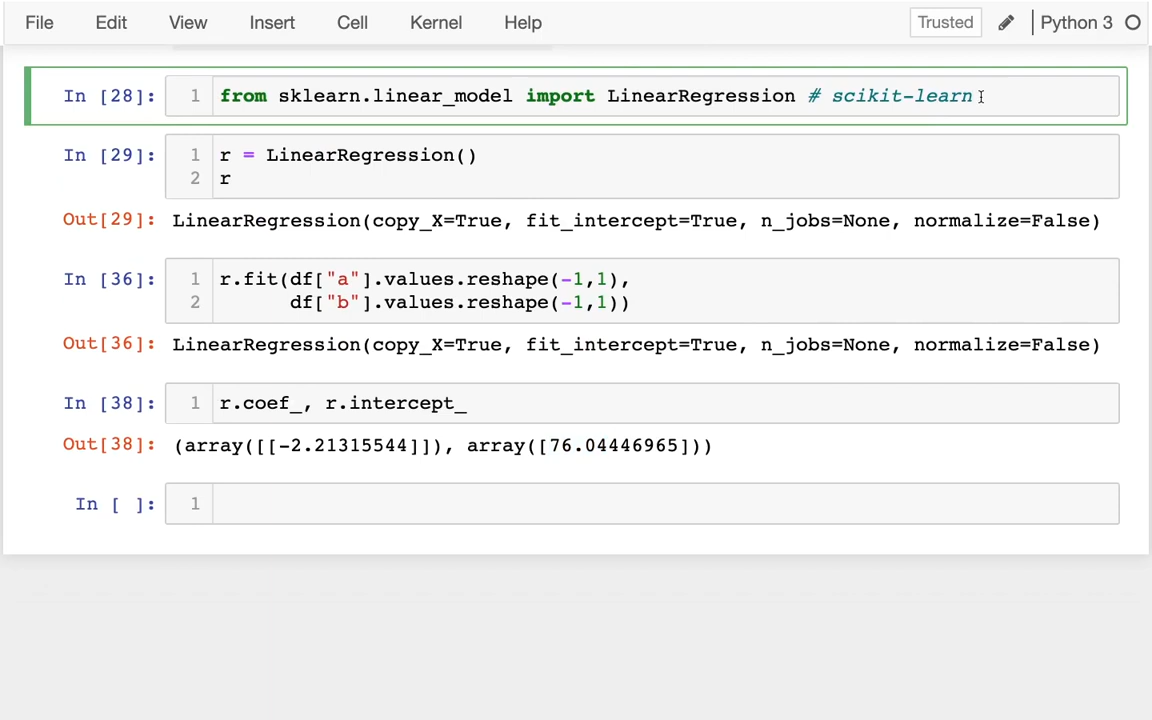 File Edit View Insert Cell Kernel Help Trusted Python 3
In [28]: 1 from sklearn.linear_model import LinearRegression # scikit-learn
In [29]: 1 r = LinearRegression()
2 r
Out[29]: LinearRegression(copy_X=True, fit_intercept=True, n_jobs=None, normalize=False)
In [36]: 1 r.fit(df["a"].values.reshape(-1,1),
2 df["b"].values.reshape(-1,1))
Out[36]: LinearRegression(copy_X=True, fit_intercept=True, n_jobs=None, normalize=False)
In [38]: 1 r.coef_, r.intercept_
Out[38]: (array([[-2.21315544]]), array([76.04446965]))
In [ ]: 1